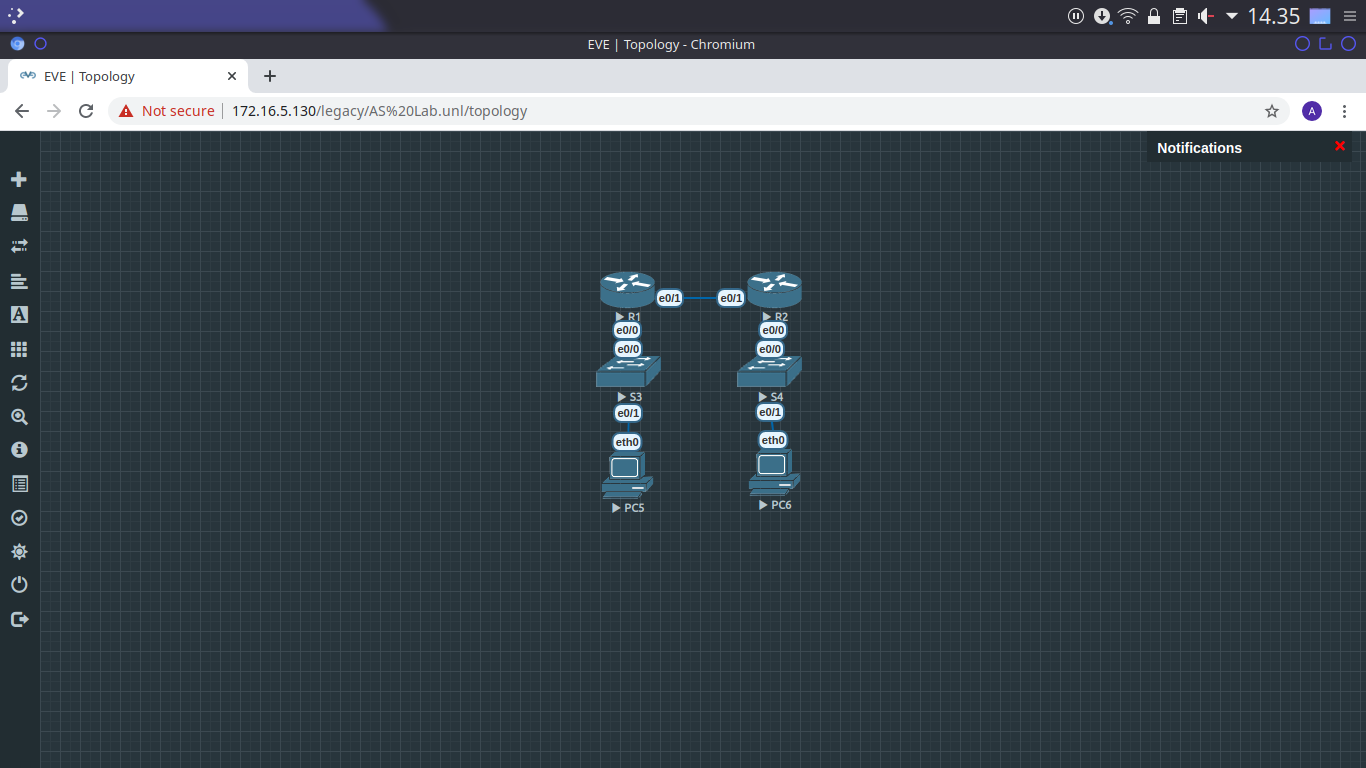 14.35
EVE | Topology - Chromium
EVE | Topology
Not secure | 172.16.5.130/legacy/AS%20Lab.unl/topology
A
Notifications
A
e0/1 e0/1
R1 R2
e0/0 e0/0
e0/0 e0/0
S3 S4
e0/1 e0/1
eth0 eth0
PC5 PC6